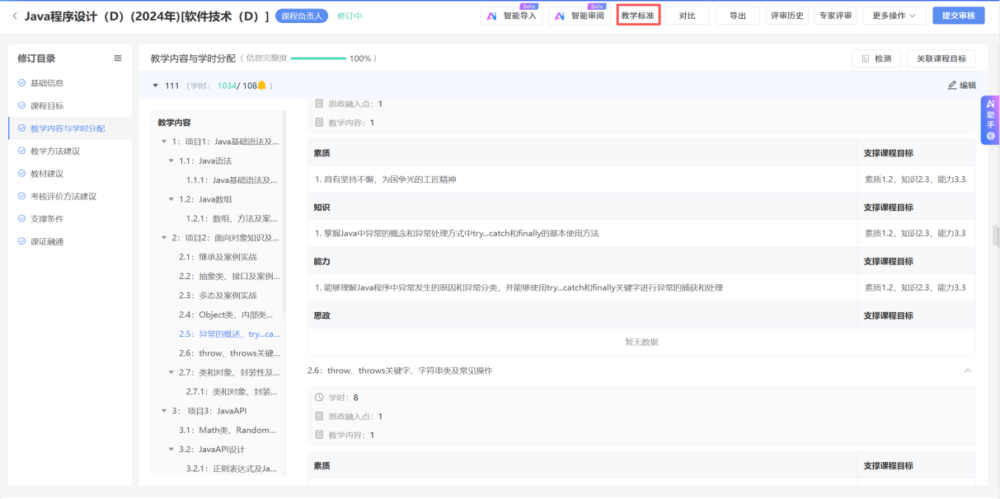 Java程序设计（D）(2024年)[软件技术（D）] 课程负责人 修订中 智能导入 Beta 智能审阅 Beta 教学标准 对比 导出 评审历史 专家评审 更多操作 提交审核
修订目录
基础信息
课程目标
教学内容与学时分配
教学方法建议
教材建议
考核评价方法建议
支撑条件
课证融通
教学内容与学时分配（ 信息完整度 100% ） 检测 关联课程目标
111 （学时： 1034/ 108 ） 编辑
教学内容
1： 项目1：Java基础语法及...
1.1： Java语法
1.1.1： Java基础语法及...
1.2： Java数组
1.2.1： 数组、方法及案...
2： 项目2：面向对象知识及...
2.1： 继承及案例实战
2.2： 抽象类、接口及案例...
2.3： 多态及案例实战
2.4： Object类、内部类...
2.5： 异常的概述、try...ca...
2.6： throw、throws关键...
2.7： 类和对象、封装性及...
2.7.1： 类和对象、封装...
3： 项目3：JavaAPI
3.1： Math类、Random...
3.2： JavaAPI设计
3.2.1： 正则表达式及Ja...
思政融入点： 1
教学内容： 1
素质 支撑课程目标
1. 具有坚持不懈，为国争光的工匠精神 素质1.2，知识2.3，能力3.3
知识 支撑课程目标
1. 掌握Java中异常的概念和异常处理方式中try...catch和finally的基本使用方法 素质1.2，知识2.3，能力3.3
能力 支撑课程目标
1. 能够理解Java程序中异常发生的原因和异常分类，并能够使用try...catch和finally关键字进行异常的捕获和处理 素质1.2，知识2.3，能力3.3
思政 支撑课程目标
暂无数据
2.6： throw、throws关键字、字符串类及常见操作
学时： 8
思政融入点： 1
教学内容： 1
素质 支撑课程目标
AI
助
手